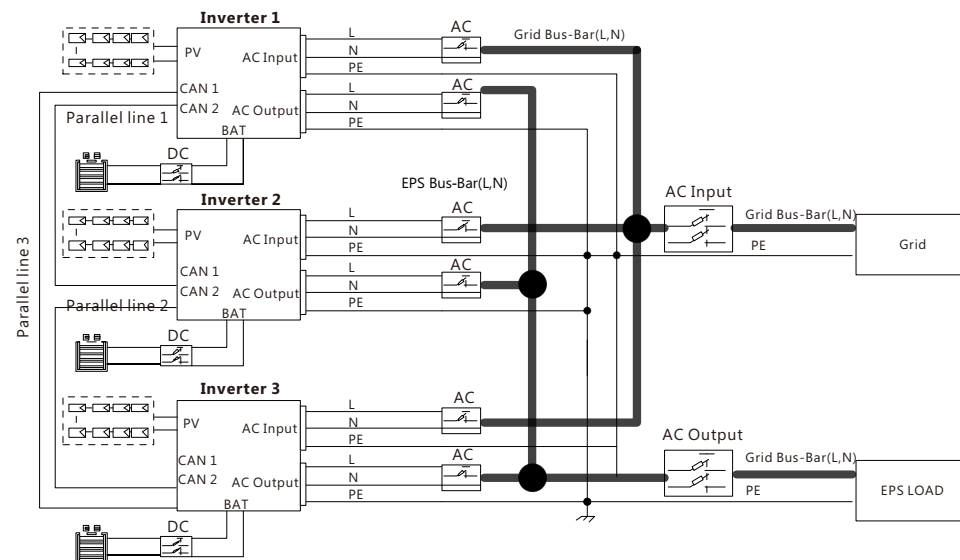 Inverter 1
PV
AC Input
CAN 1
CAN 2
AC Output
BAT
L
N
PE
L
N
PE
AC
AC
DC
Grid Bus-Bar(L,N)
Parallel line 1
EPS Bus-Bar(L,N)
Inverter 2
PV
AC Input
CAN 1
CAN 2
AC Output
BAT
L
N
PE
L
N
PE
AC
AC
DC
AC Input
Grid Bus-Bar(L,N)
PE
Grid
Parallel line 2
Parallel line 3
Inverter 3
PV
AC Input
CAN 1
CAN 2
AC Output
BAT
L
N
PE
L
N
PE
AC
AC
DC
AC Output
Grid Bus-Bar(L,N)
PE
EPS LOAD